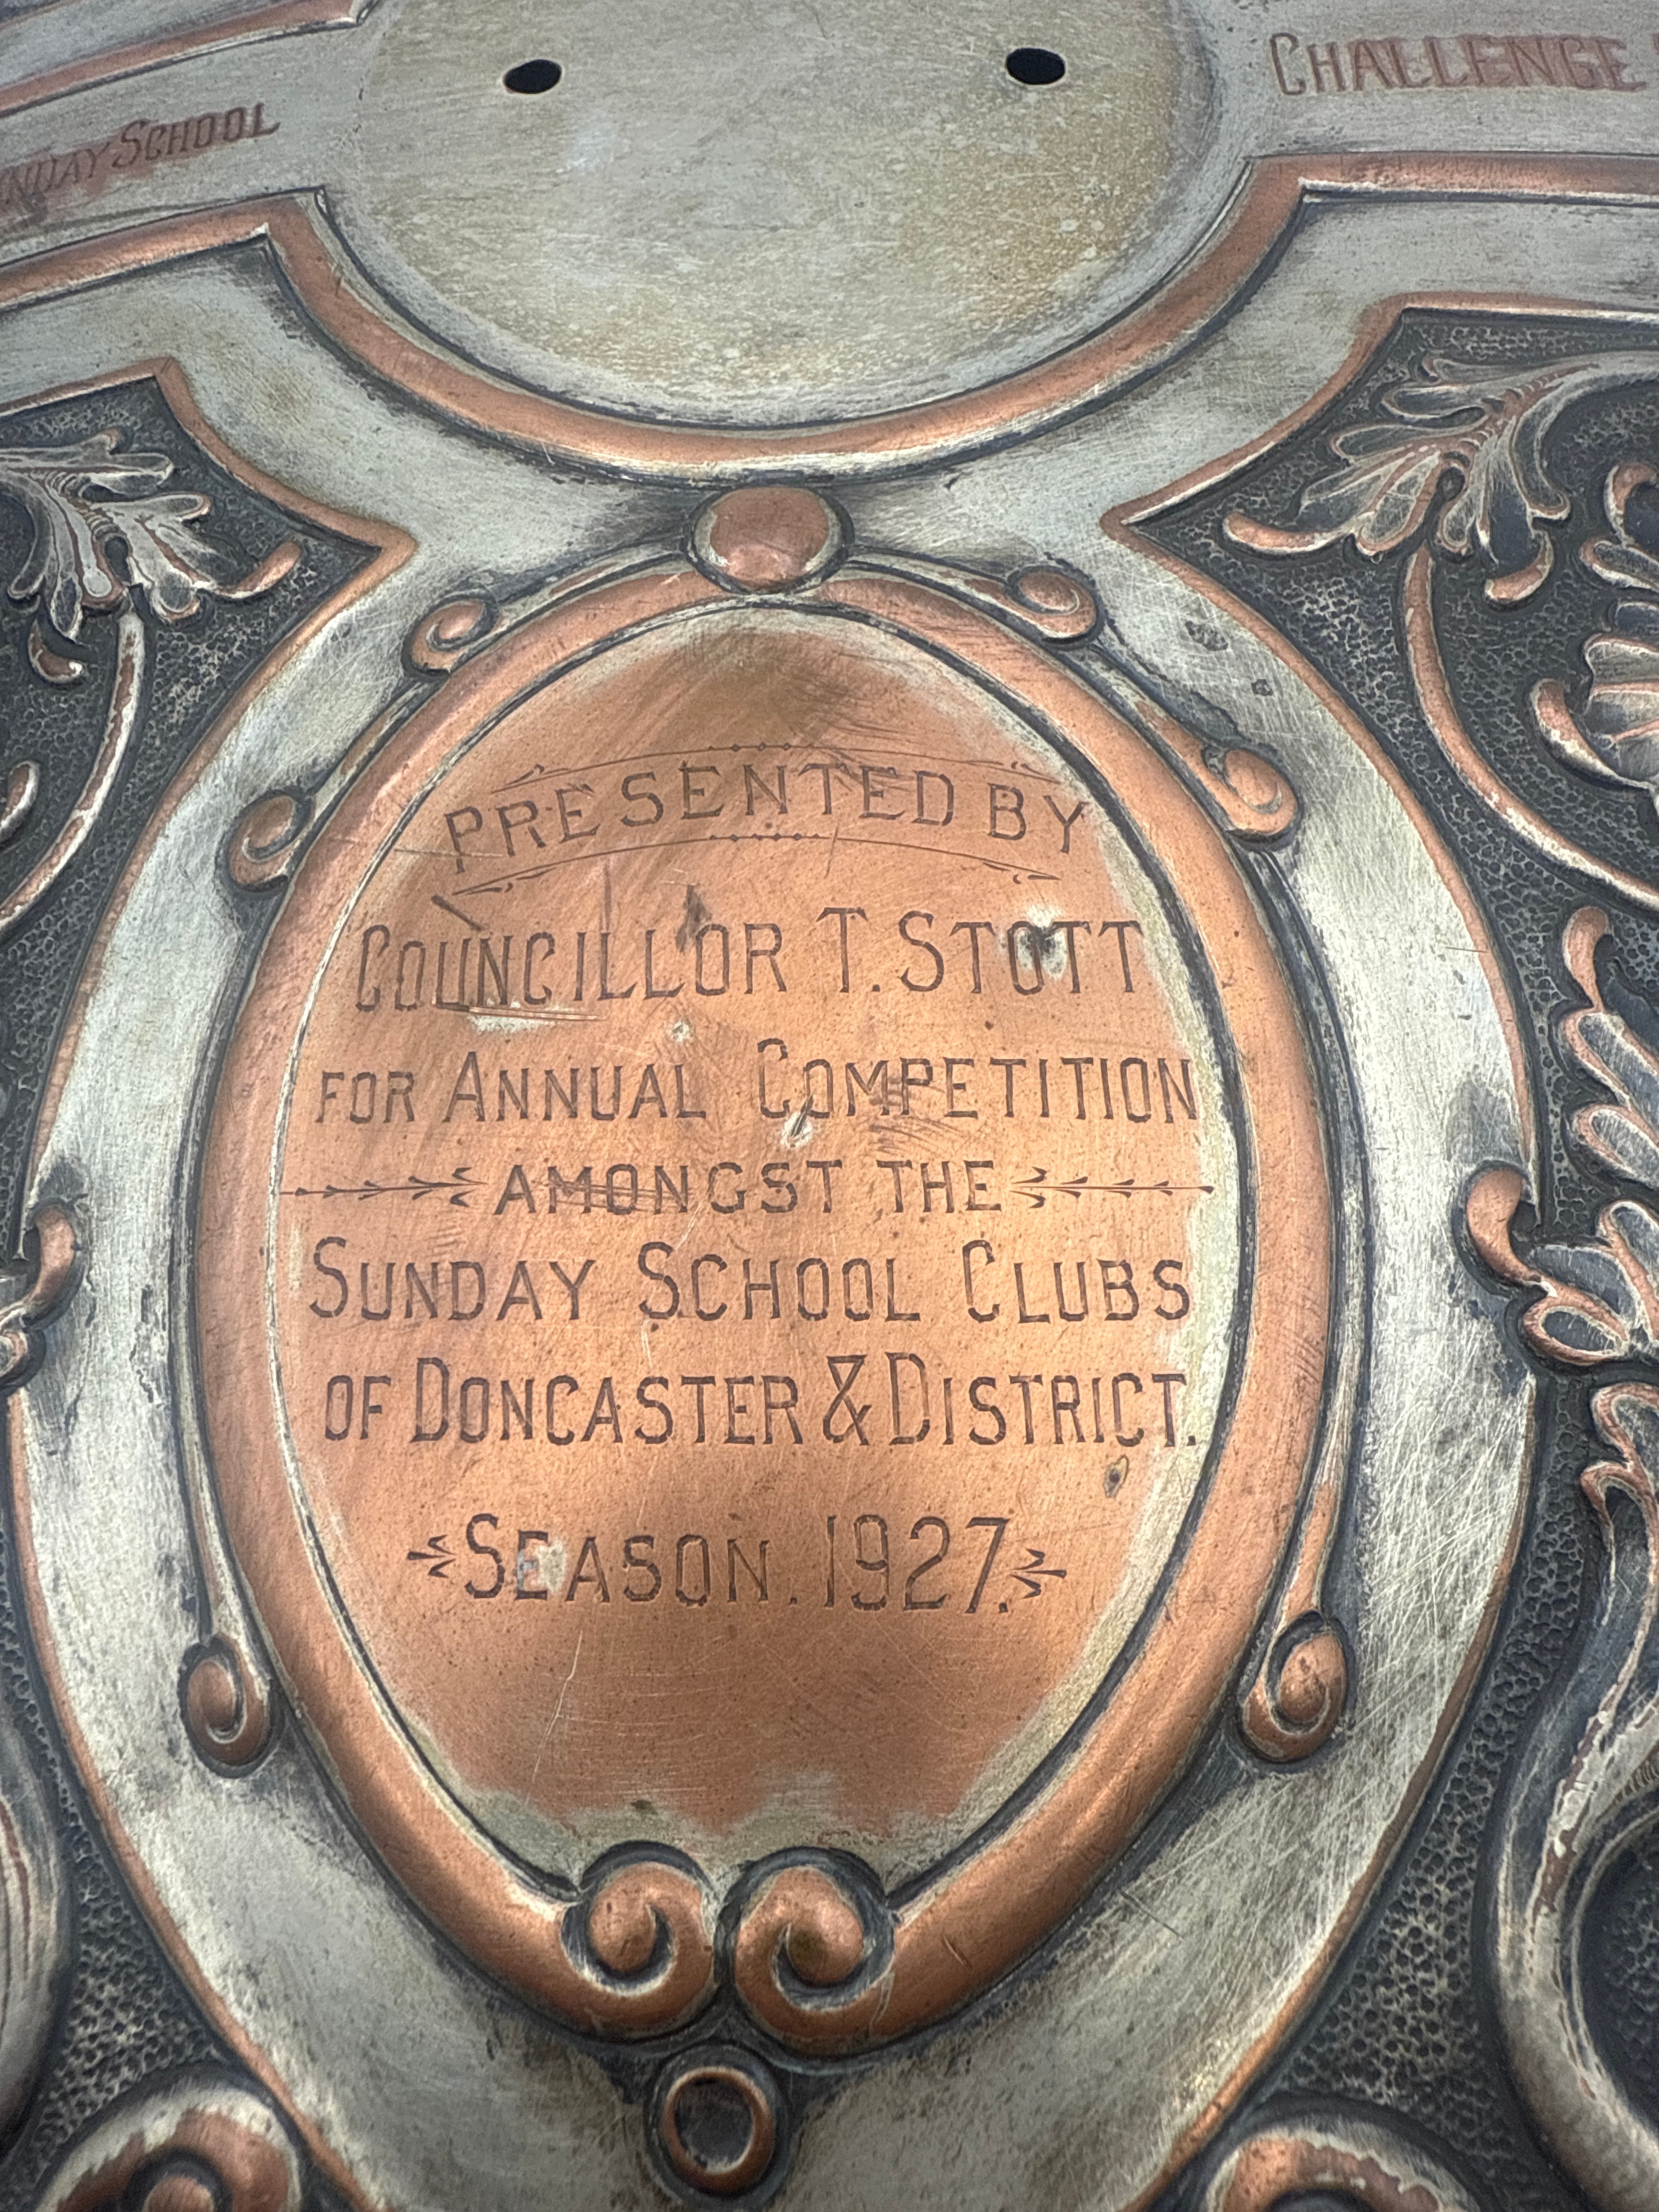 SUNDAY SCHOOL
CHALLENGE
PRESENTED BY
COUNCILLOR T. STOTT
FOR ANNUAL COMPETITION
AMONGST THE
SUNDAY SCHOOL CLUBS
OF DONCASTER & DISTRICT.
SEASON. 1927.